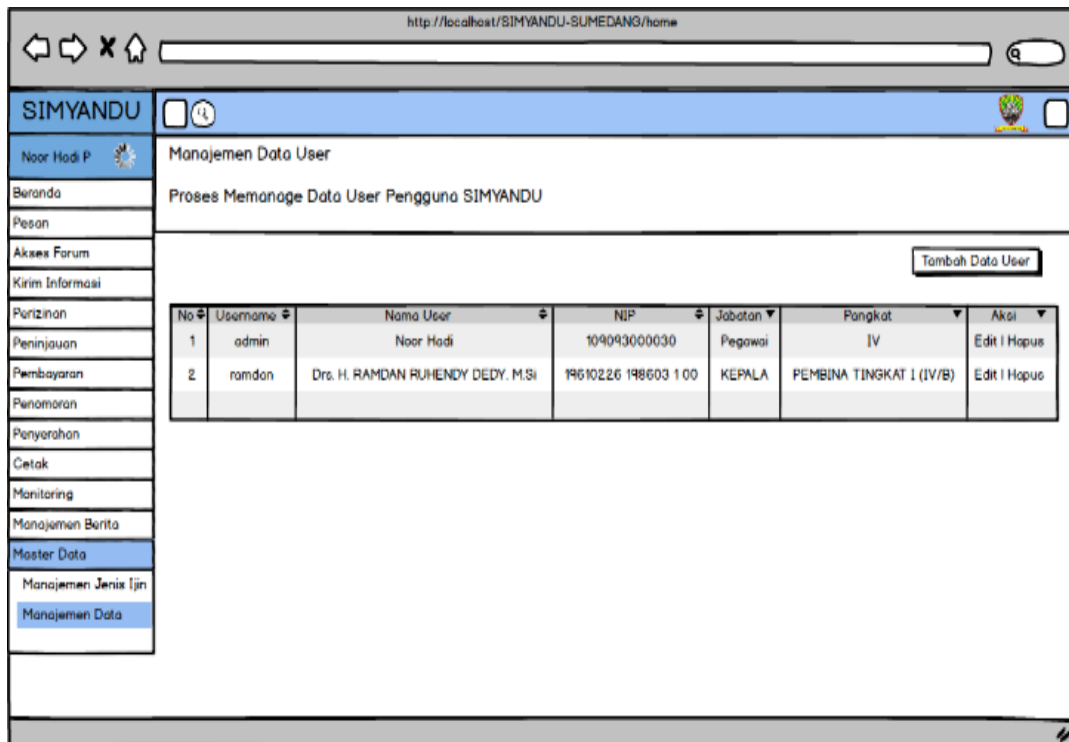 http://localhost/SIMYANDU-SUMEDANG/home
SIMYANDU
Noor Hadi P
Beranda
Pesan
Akses Forum
Kirim Informasi
Perizinan
Peninjauan
Pembayaran
Penomoran
Penyerahan
Cetak
Monitoring
Manajemen Berita
Master Data
Manajemen Jenis Ijin
Manajemen Data
Manajemen Data User
Proses Memanage Data User Pengguna SIMYANDU
Tambah Data User
No Username Nama User NIP Jabatan Pangkat Aksi
1 admin Noor Hadi 109093000030 Pegawai IV Edit | Hapus
2 ramdan Drs. H. RAMDAN RUHENDY DEDY. M.Si 19610226 198603 1 00 KEPALA PEMBINA TINGKAT I (IV/B) Edit | Hapus